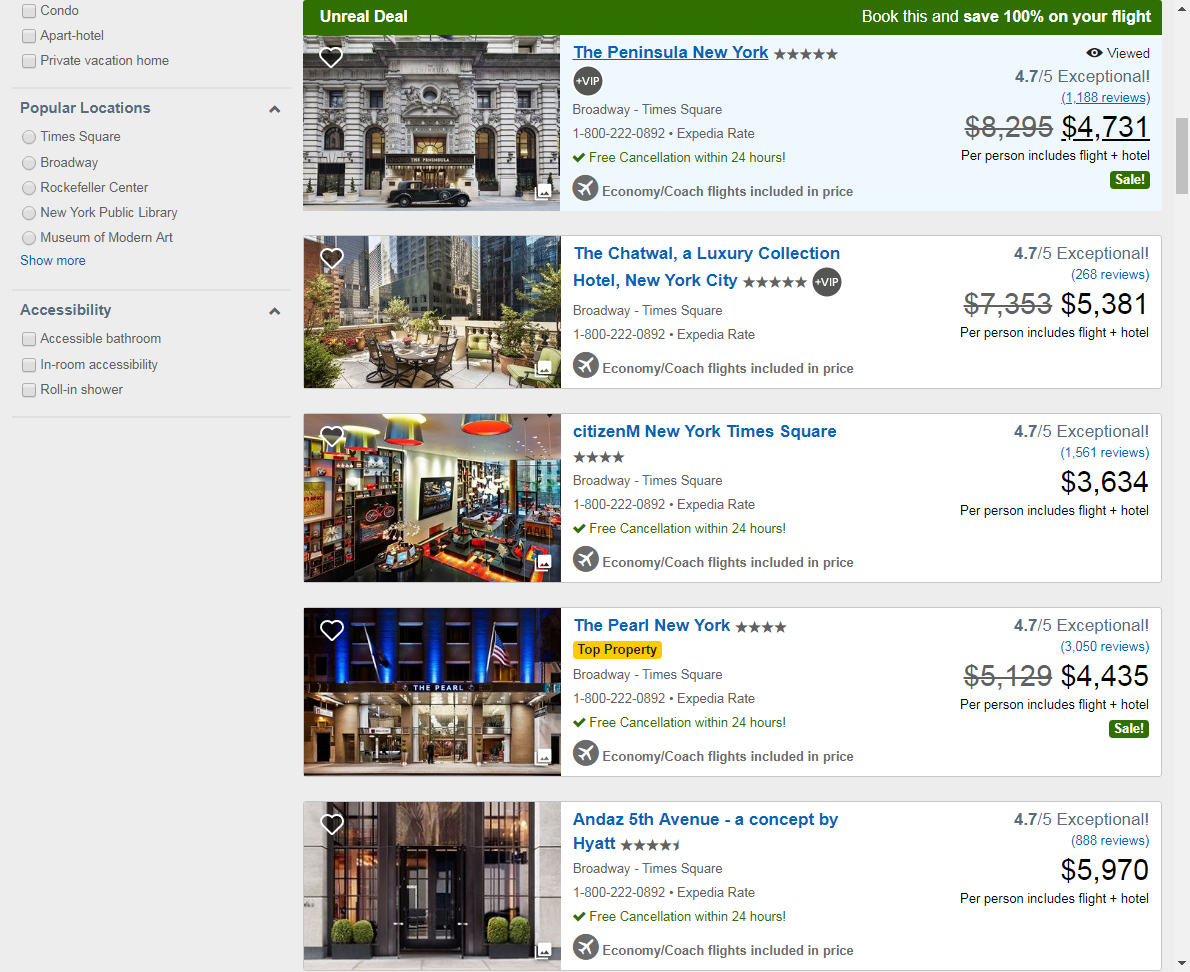 Condo
Apart-hotel
Private vacation home
Popular Locations
Times Square
Broadway
Rockefeller Center
New York Public Library
Museum of Modern Art
Show more
Accessibility
Accessible bathroom
In-room accessibility
Roll-in shower
Unreal Deal Book this and save 100% on your flight
THE PENINSULA
The Peninsula New York
+VIP
Broadway - Times Square
1-800-222-0892 • Expedia Rate
Free Cancellation within 24 hours!
Economy/Coach flights included in price
Viewed
4.7/5 Exceptional!
(1,188 reviews)
$8,295 $4,731
Per person includes flight + hotel
Sale!
The Chatwal, a Luxury Collection
Hotel, New York City +VIP
Broadway - Times Square
1-800-222-0892 • Expedia Rate
Economy/Coach flights included in price
4.7/5 Exceptional!
(268 reviews)
$7,353 $5,381
Per person includes flight + hotel
citizenM New York Times Square
Broadway - Times Square
1-800-222-0892 • Expedia Rate
Free Cancellation within 24 hours!
Economy/Coach flights included in price
4.7/5 Exceptional!
(1,561 reviews)
$3,634
Per person includes flight + hotel
THE PEARL
The Pearl New York
Top Property
Broadway - Times Square
1-800-222-0892 • Expedia Rate
Free Cancellation within 24 hours!
Economy/Coach flights included in price
4.7/5 Exceptional!
(3,050 reviews)
$5,129 $4,435
Per person includes flight + hotel
Sale!
Andaz 5th Avenue - a concept by
Hyatt
Broadway - Times Square
1-800-222-0892 • Expedia Rate
Free Cancellation within 24 hours!
Economy/Coach flights included in price
4.7/5 Exceptional!
(888 reviews)
$5,970
Per person includes flight + hotel